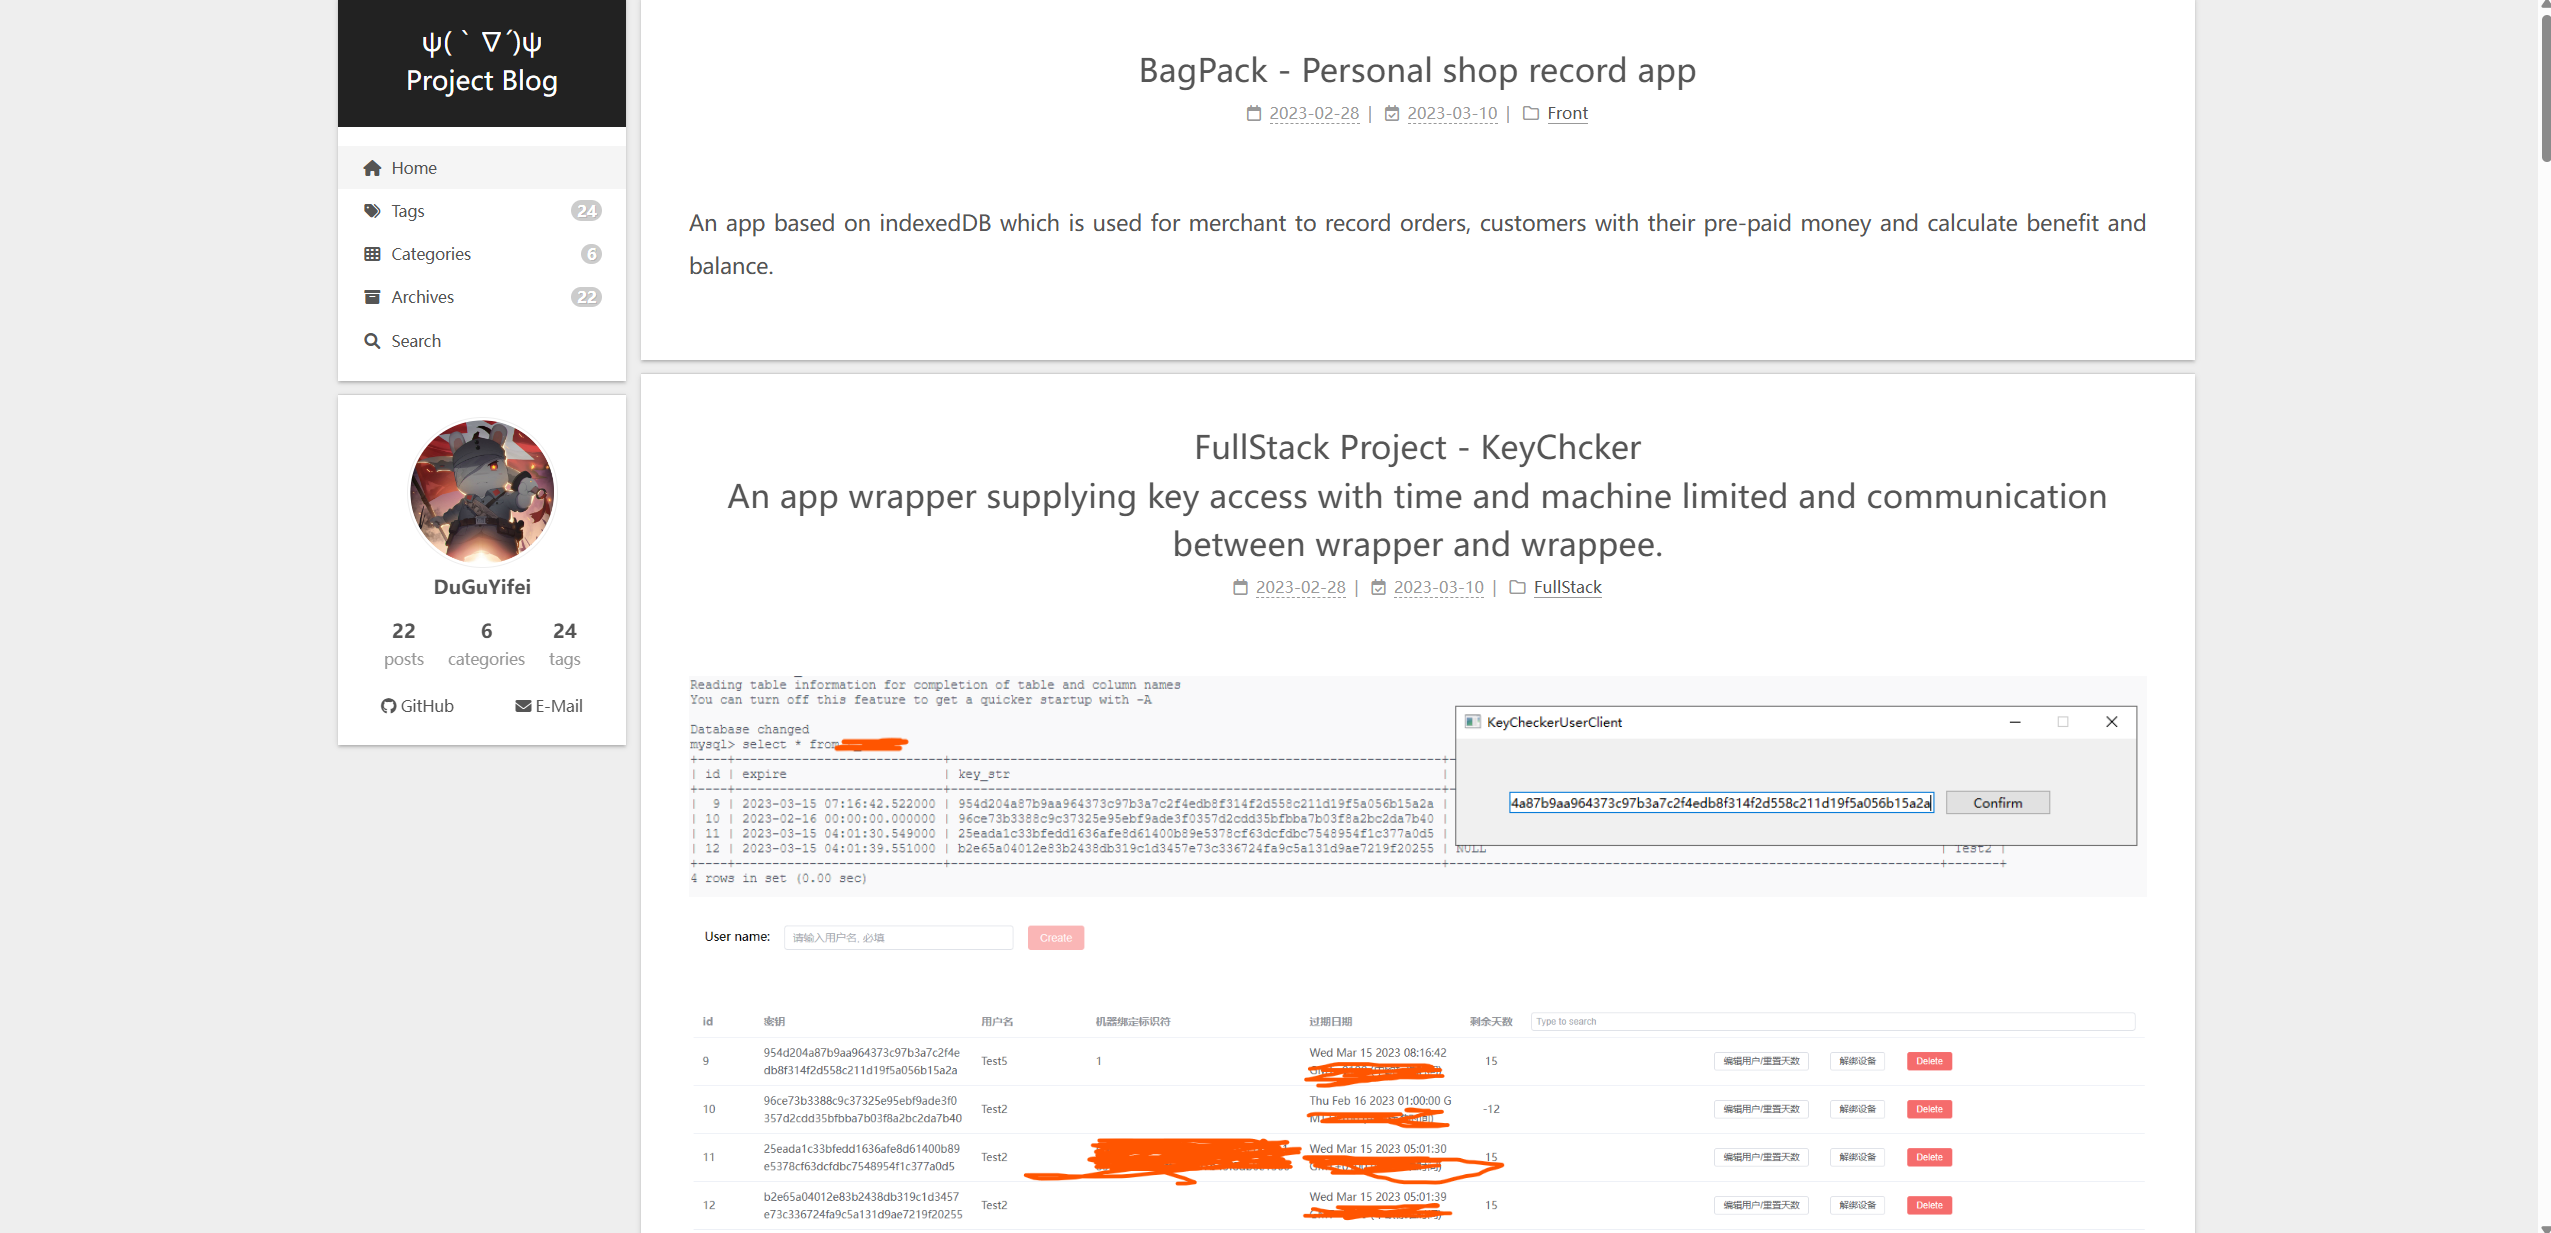 ψ(｀∇´)ψ
Project Blog
Home
Tags 24
Categories 6
Archives 22
Search
DuGuYifei
22 6 24
posts categories tags
GitHub E-Mail
BagPack - Personal shop record app
2023-02-28 | 2023-03-10 | Front
An app based on indexedDB which is used for merchant to record orders, customers with their pre-paid money and calculate benefit and
balance.
FullStack Project - KeyChcker
An app wrapper supplying key access with time and machine limited and communication
between wrapper and wrappee.
2023-02-28 | 2023-03-10 | FullStack
Reading table information for completion of table and column names
You can turn off this feature to get a quicker startup with -A
Database changed
mysql> select * from
| id | expire | key_str |
| 9 | 2023-03-15 07:16:42.522000 | 954d204a87b9aa964373c97b3a7c2f4edb8f314f2d558c211d19f5a056b15a2a |
| 10 | 2023-02-16 00:00:00.000000 | 96ce73b3388c9c37325e95ebf9ade3f0357d2cdd35bfbba7b03f8a2bc2da7b40 |
| 11 | 2023-03-15 04:01:30.549000 | 25eada1c33bfedd1636afe8d61400b89e5378cf63dcfdbc7548954f1c377a0d5 |
| 12 | 2023-03-15 04:01:39.551000 | b2e65a04012e83b2438db319c1d3457e73c336724fa9c5a131d9ae7219f20255 | NULL | Test2 |
4 rows in set (0.00 sec)
KeyCheckerUserClient
4a87b9aa964373c97b3a7c2f4edb8f314f2d558c211d19f5a056b15a2a Confirm
User name: 请输入用户名, 必填 Create
id 密钥 用户名 机器绑定标识符 过期日期 剩余天数 Type to search
9 954d204a87b9aa964373c97b3a7c2f4e Test5 1 Wed Mar 15 2023 08:16:42 15 编辑用户/重置天数 解绑设备 Delete
db8f314f2d558c211d19f5a056b15a2a
10 96ce73b3388c9c37325e95ebf9ade3f0 Test2 Thu Feb 16 2023 01:00:00 G -12 编辑用户/重置天数 解绑设备 Delete
357d2cdd35bfbba7b03f8a2bc2da7b40
11 25eada1c33bfedd1636afe8d61400b89 Test2 Wed Mar 15 2023 05:01:30 15 编辑用户/重置天数 解绑设备 Delete
e5378cf63dcfdbc7548954f1c377a0d5
12 b2e65a04012e83b2438db319c1d3457 Test2 Wed Mar 15 2023 05:01:39 15 编辑用户/重置天数 解绑设备 Delete
e73c336724fa9c5a131d9ae7219f20255